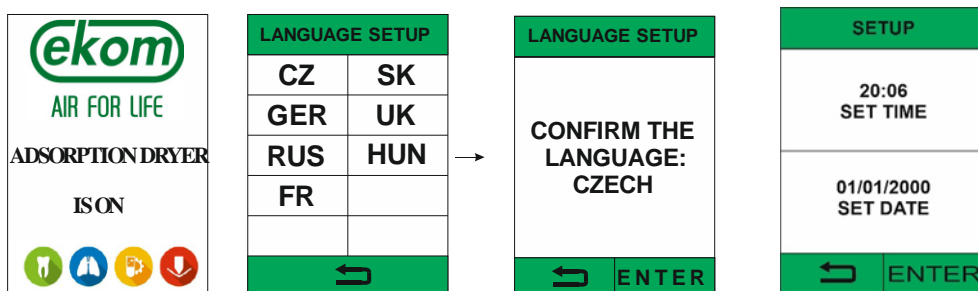 ekom
AIR FOR LIFE
ADSORPTION DRYER
IS ON
LANGUAGE SETUP
CZ SK
GER UK
RUS HUN
FR
LANGUAGE SETUP
CONFIRM THE
LANGUAGE:
CZECH
ENTER
SETUP
20:06
SET TIME
01/01/2000
SET DATE
ENTER